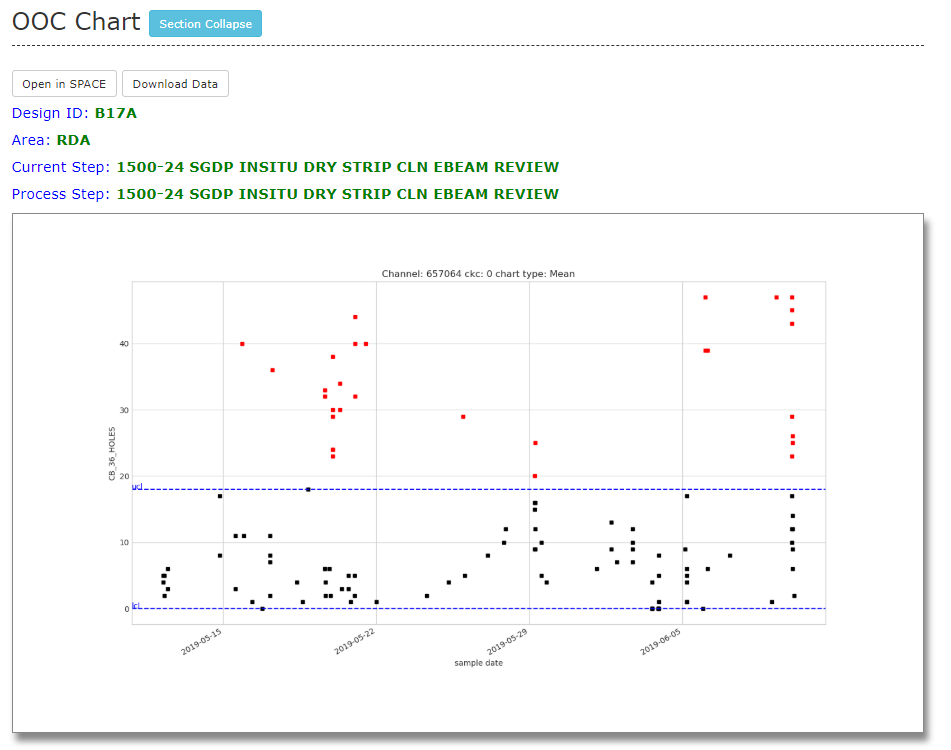 OOC Chart Section Collapse
Open in SPACE Download Data
Design ID: B17A
Area: RDA
Current Step: 1500-24 SGDP INSITU DRY STRIP CLN EBEAM REVIEW
Process Step: 1500-24 SGDP INSITU DRY STRIP CLN EBEAM REVIEW
Channel: 657064 ckc: 0 chart type: Mean
CB_36_HOLES
40
30
20
ucl
10
0
lcl
2019-05-15 2019-05-22 2019-05-29 2019-06-05
sample date